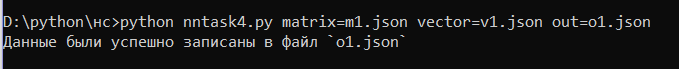 D:\python\нс>python nntask4.py matrix=m1.json vector=v1.json out=o1.json
Данные были успешно записаны в файл `o1.json`